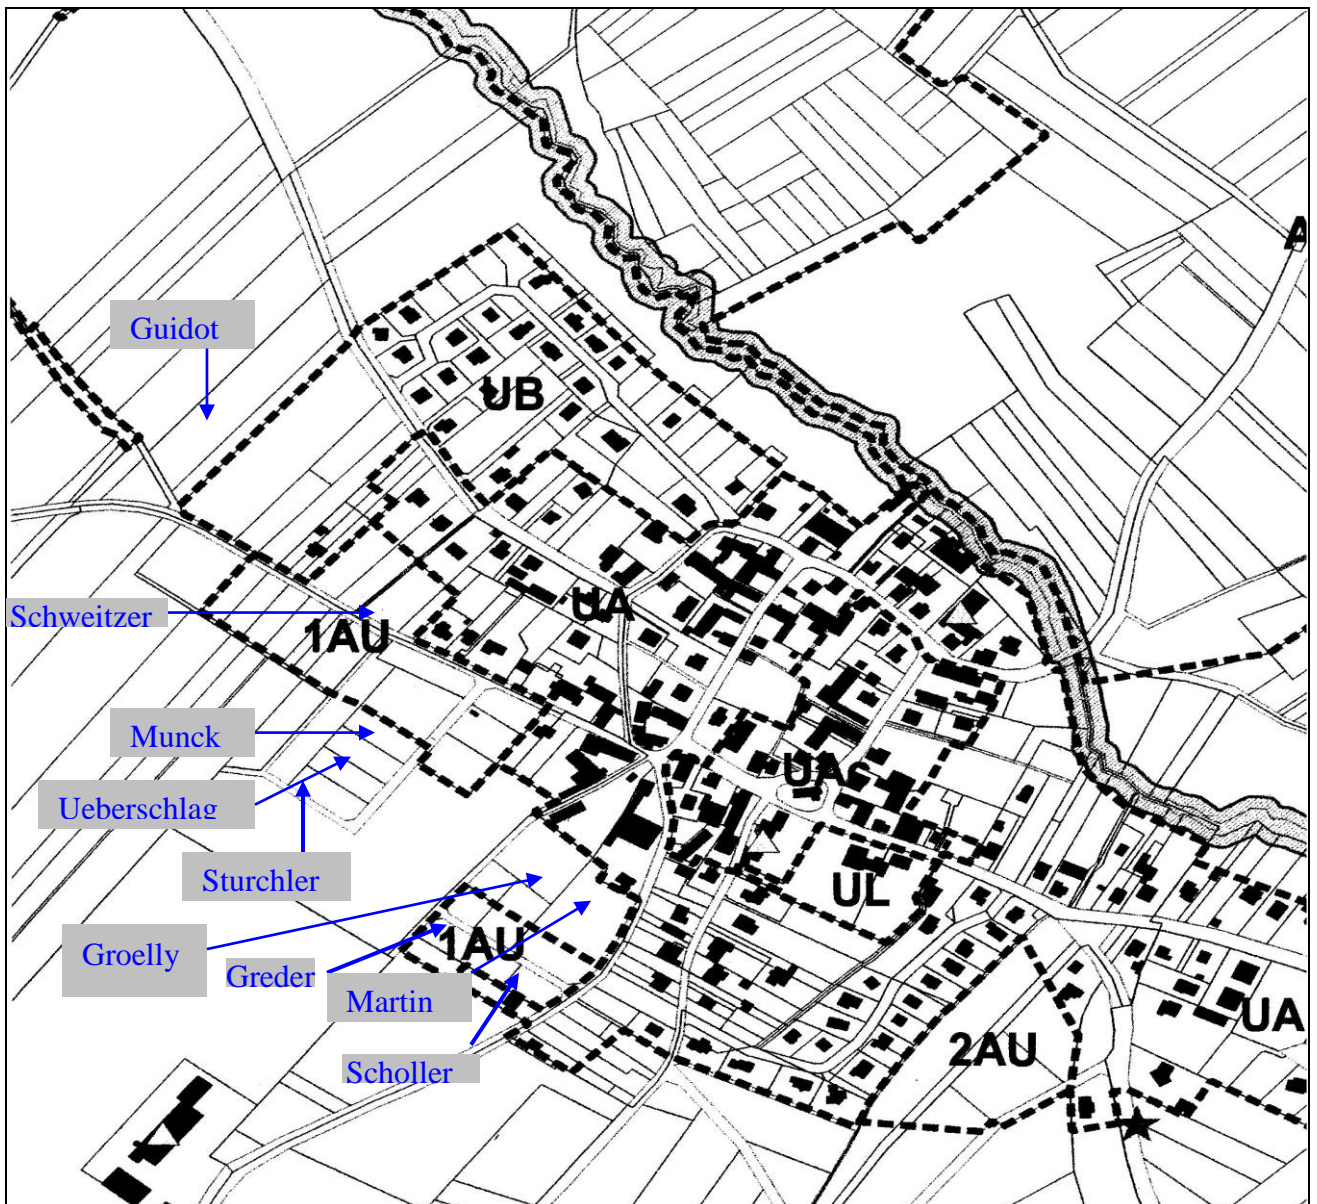 A
Guidot
UB
UA
Schweitzer
1AU
Munck
UAc
Ueberschlag
Sturchler
UL
1AU
Groelly
Greder
Martin
UA
2AU
Scholler